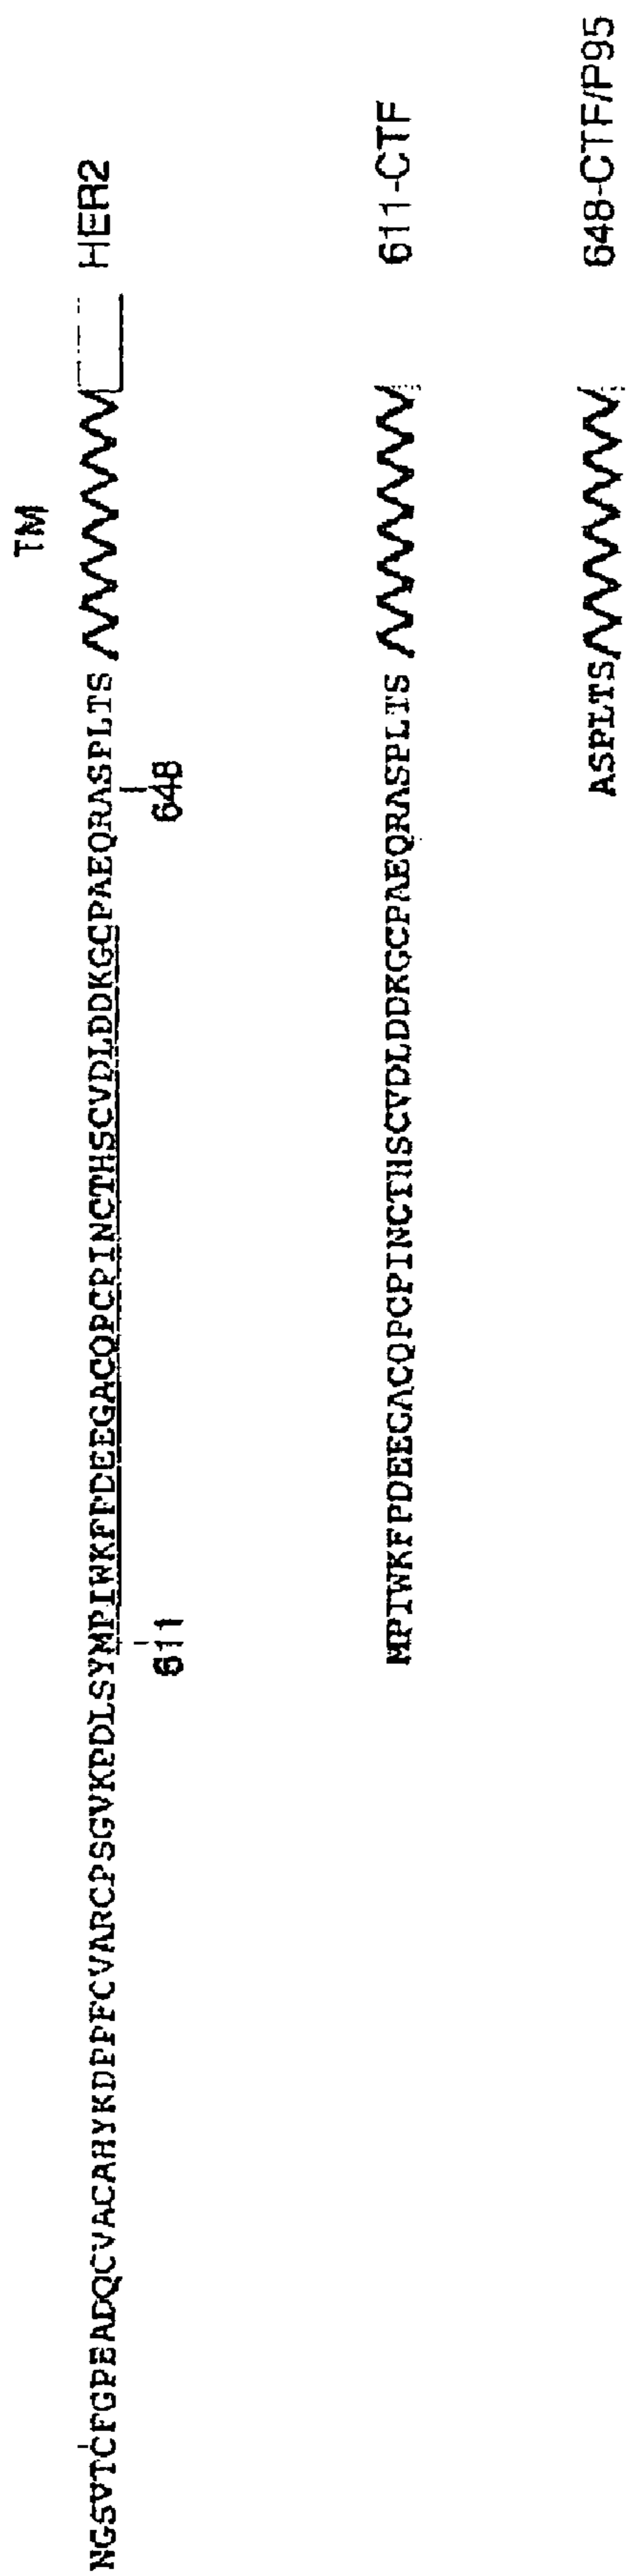 TM
NGSVTCFGPEADQCVACAHYKDPPFCVARCPSGVKPDLSYMPIWKFPDEEGACQPCPINCTHSCVDLDDKGCPAEQRASPLTS HER2
611 648
MPIWKFPDEEGACQPCPINCTHSCVDLDDKGCPAEQRASPLTS 611-CTF
ASPLTS 648-CTF/P95